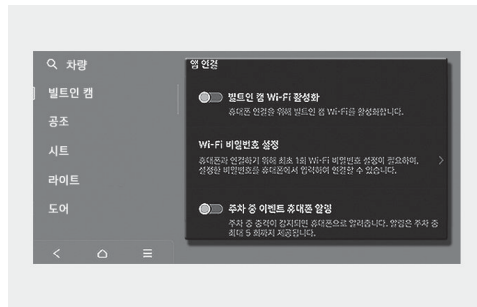 차량
빌트인 캠
공조
시트
라이트
도어
앱 연결
빌트인 캠 Wi-Fi 활성화
휴대폰 연결을 위해 빌트인 캠 Wi-Fi를 활성화합니다.
Wi-Fi 비밀번호 설정
휴대폰과 연결하기 위해 최초 1회 Wi-Fi 비밀번호 설정이 필요하며,
설정한 비밀번호를 휴대폰에서 입력하여 연결할 수 있습니다.
주차 중 이벤트 휴대폰 알림
주차 중 충격이 감지되면 휴대폰으로 알려줍니다. 알림은 주차 중
최대 5 회까지 제공됩니다.